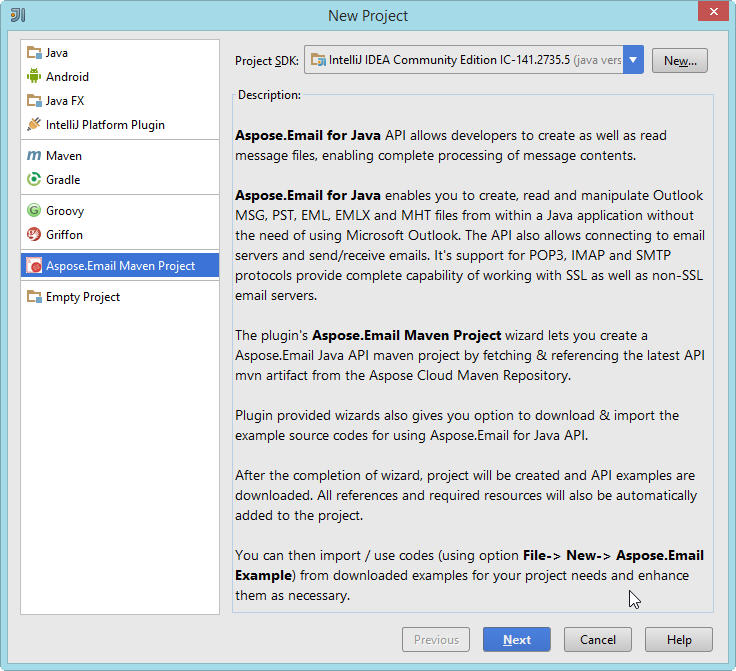 New Project
Java
Android
Java FX
IntelliJ Platform Plugin
Maven
Gradle
Groovy
Griffon
Aspose.Email Maven Project
Empty Project
Project SDK: IntelliJ IDEA Community Edition IC-141.2735.5 (java vers New...
Description:
Aspose.Email for Java API allows developers to create as well as read
message files, enabling complete processing of message contents.
Aspose.Email for Java enables you to create, read and manipulate Outlook
MSG, PST, EML, EMLX and MHT files from within a Java application without
the need of using Microsoft Outlook. The API also allows connecting to email
servers and send/receive emails. It's support for POP3, IMAP and SMTP
protocols provide complete capability of working with SSL as well as non-SSL
email servers.
The plugin's Aspose.Email Maven Project wizard lets you create a
Aspose.Email Java API maven project by fetching & referencing the latest API
mvn artifact from the Aspose Cloud Maven Repository.
Plugin provided wizards also gives you option to download & import the
example source codes for using Aspose.Email for Java API.
After the completion of wizard, project will be created and API examples are
downloaded. All references and required resources will also be automatically
added to the project.
You can then import / use codes (using option File-> New-> Aspose.Email
Example) from downloaded examples for your project needs and enhance
them as necessary.
Previous Next Cancel Help